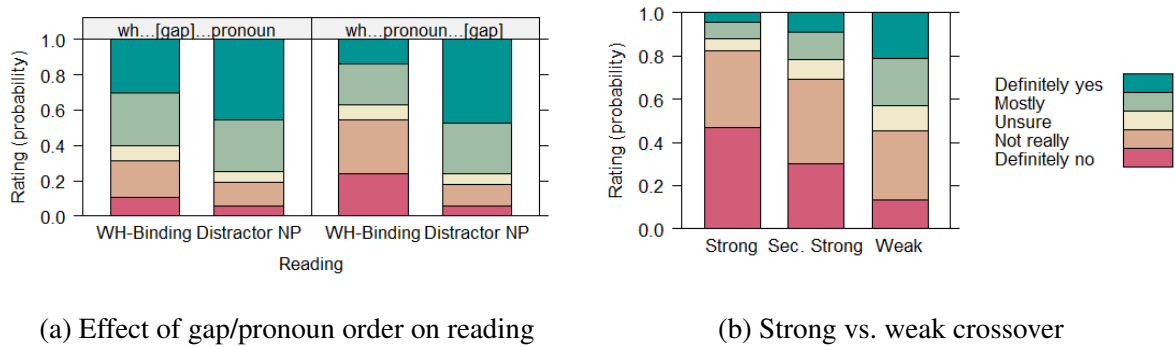 wh...[gap]...pronoun
wh...pronoun...[gap]
Rating (probability)
1.0
0.8
0.6
0.4
0.2
0.0
WH-Binding Distractor NP
WH-Binding Distractor NP
Reading
(a) Effect of gap/pronoun order on reading
Rating (probability)
1.0
0.8
0.6
0.4
0.2
0.0
Strong Sec. Strong Weak
Definitely yes
Mostly
Unsure
Not really
Definitely no
(b) Strong vs. weak crossover